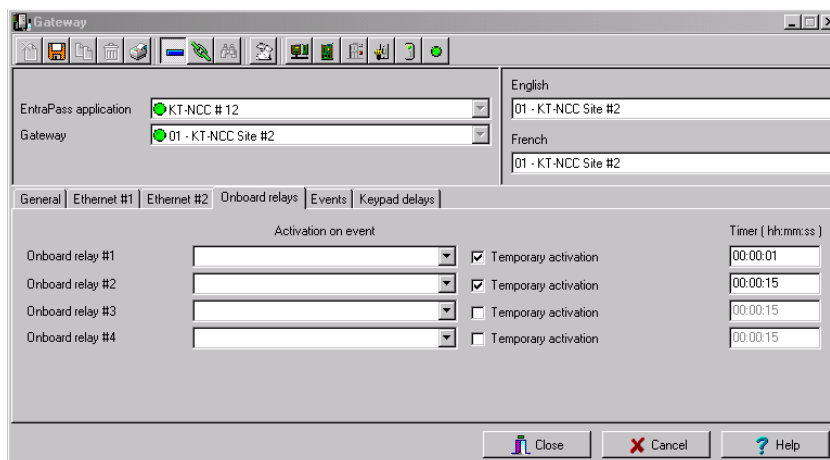 Gateway
English
EntraPass application KT-NCC # 12 01 - KT-NCC Site #2
Gateway 01 - KT-NCC Site #2
French
01 - KT-NCC Site #2
General Ethernet #1 Ethernet #2 Onboard relays Events Keypad delays
Activation on event Timer ( hh:mm:ss )
Onboard relay #1 Temporary activation 00:00:01
Onboard relay #2 Temporary activation 00:00:15
Onboard relay #3 Temporary activation 00:00:15
Onboard relay #4 Temporary activation 00:00:15
Close Cancel ? Help